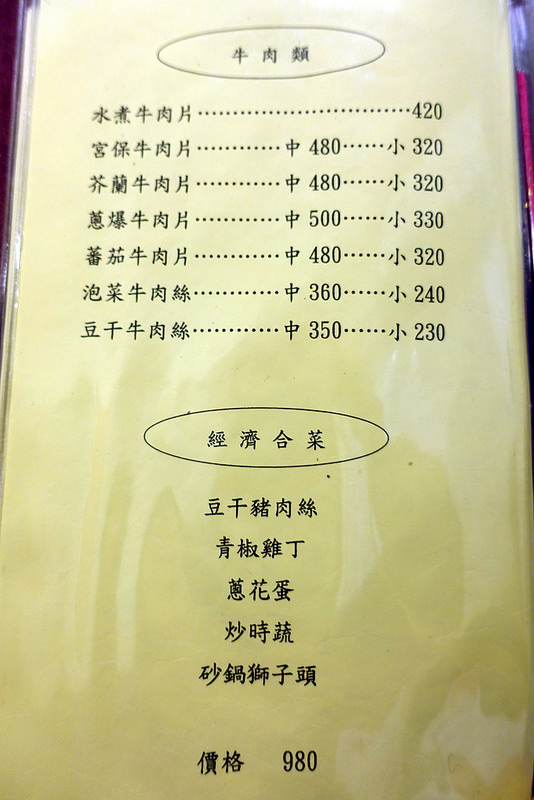 牛肉類
水煮牛肉片…………………………420
宮保牛肉片…………中 480……小 320
芥蘭牛肉片…………中 480……小 320
蔥爆牛肉片…………中 500……小 330
蕃茄牛肉片…………中 480……小 320
泡菜牛肉絲…………中 360……小 240
豆干牛肉絲…………中 350……小 230
經濟合菜
豆干豬肉絲
青椒雞丁
蔥花蛋
炒時蔬
砂鍋獅子頭
價格 980